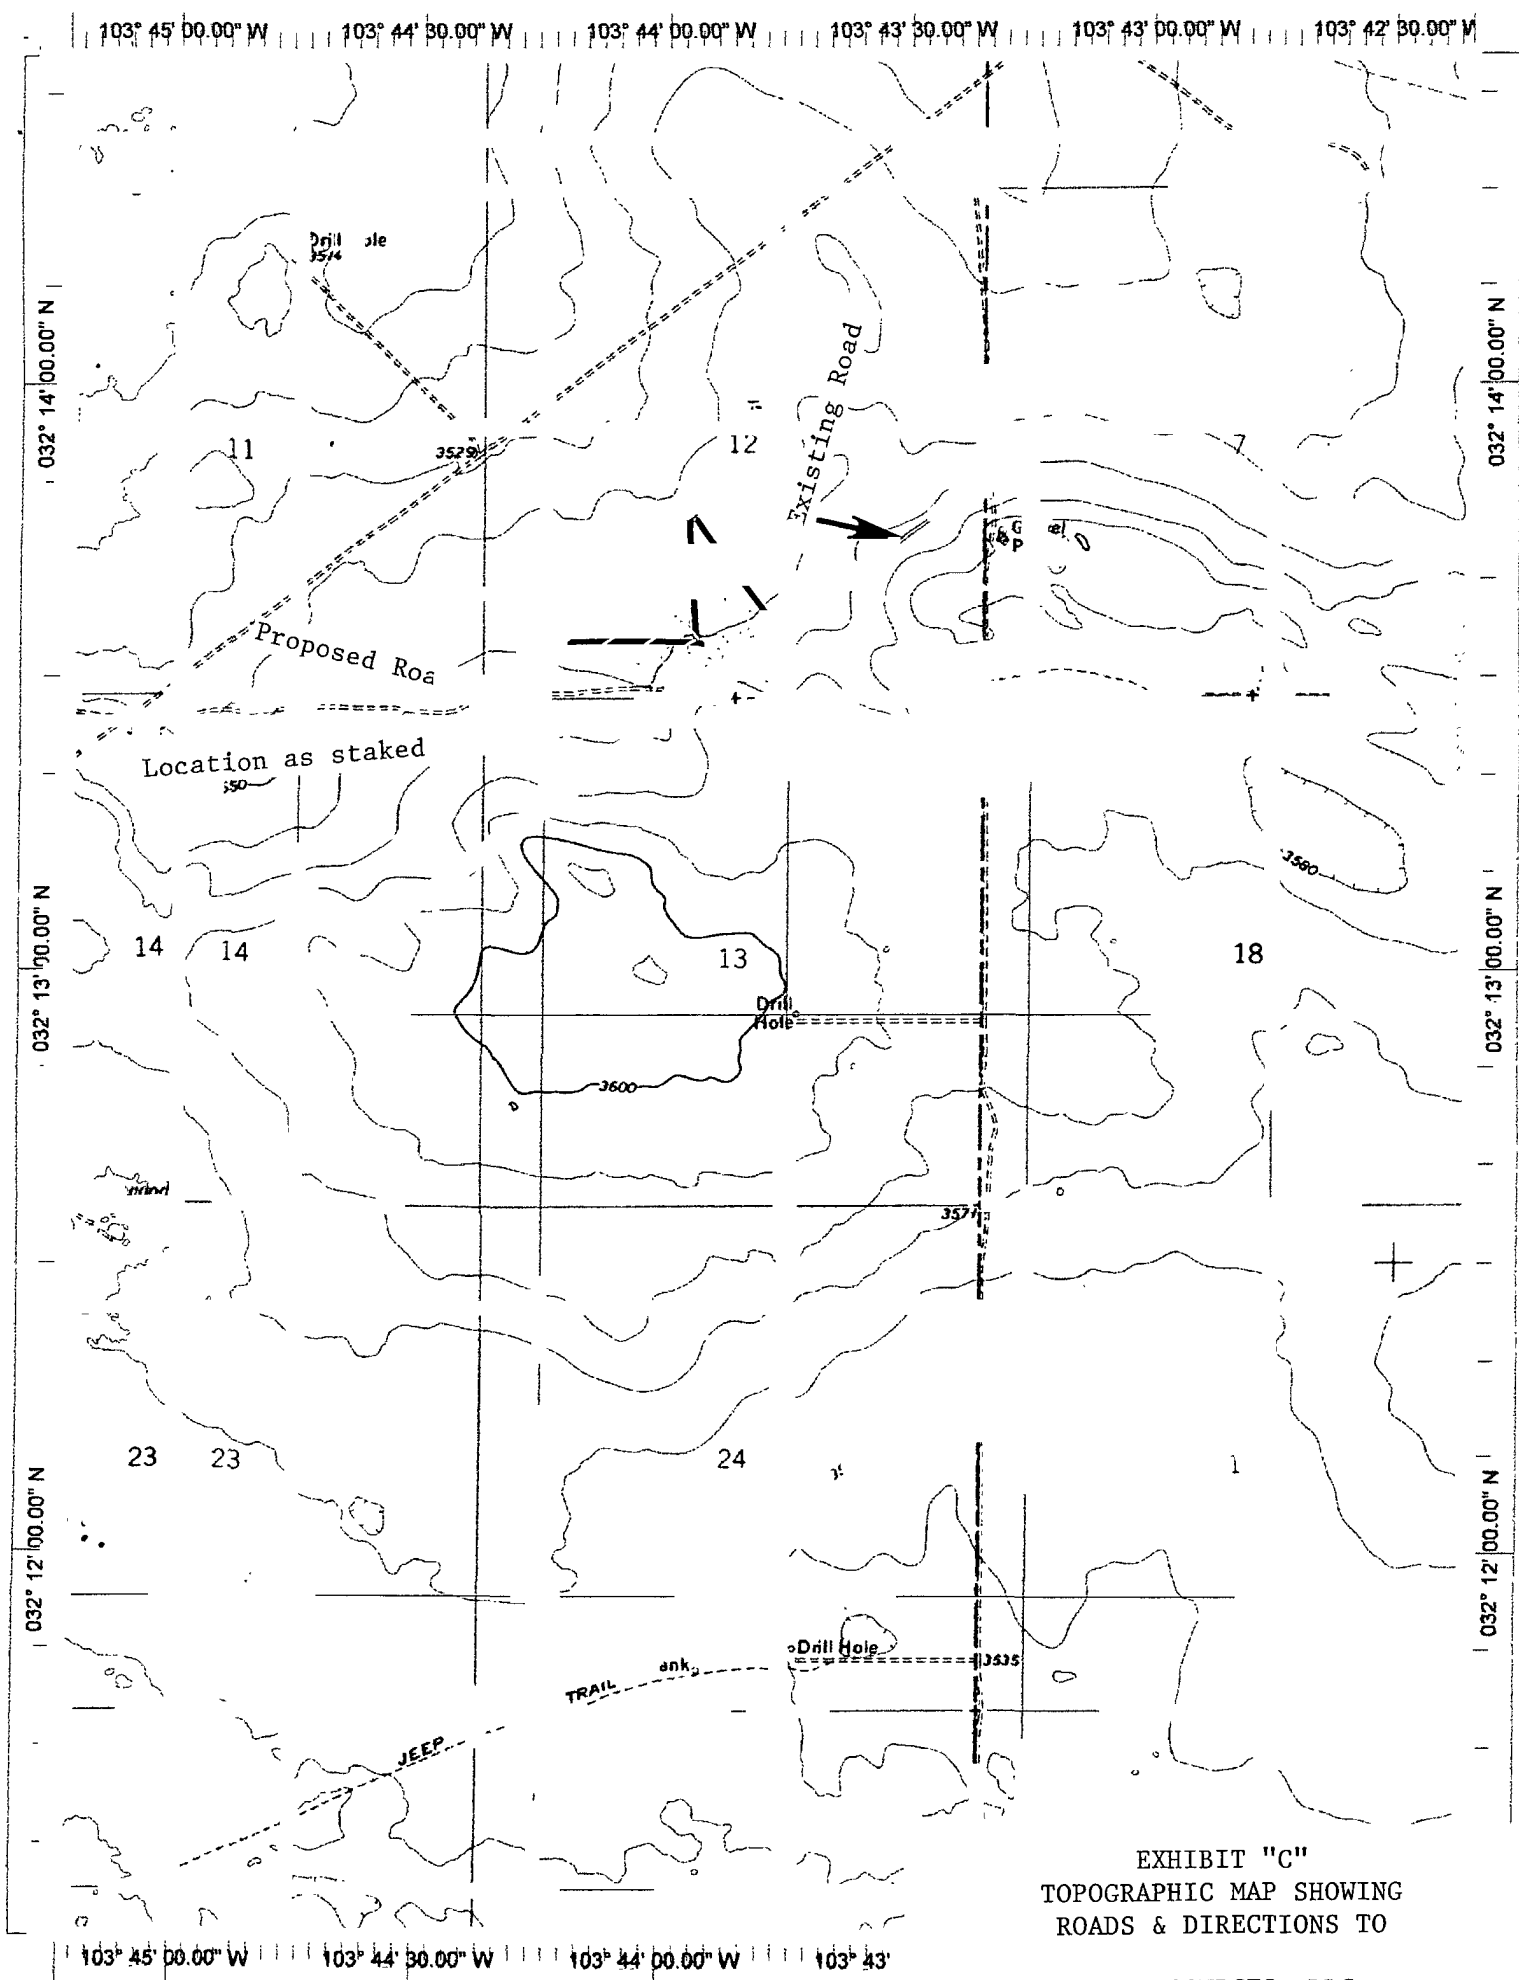 103° 45' 00.00" W 103° 44' 30.00" W 103° 44' 00.00" W 103° 43' 30.00" W 103° 43' 00.00" W 103° 42' 30.00" W
Drill
3514
032° 14' 00.00" N
032° 14' 00.00" N
11
3529
12
Existing Road
7
G
P
Proposed Roa
Location as staked
3580
14 14 13 18
032° 13' 00.00" N
032° 13' 00.00" N
Drill
Hole
3600
3571
23 23 24 1
032° 12' 00.00" N
032° 12' 00.00" N
Drill Hole
3535
ank
TRAIL
JEEP
EXHIBIT "C"
TOPOGRAPHIC MAP SHOWING
ROADS & DIRECTIONS TO
103° 45' 00.00" W 103° 44' 30.00" W 103° 44' 00.00" W 103° 43'